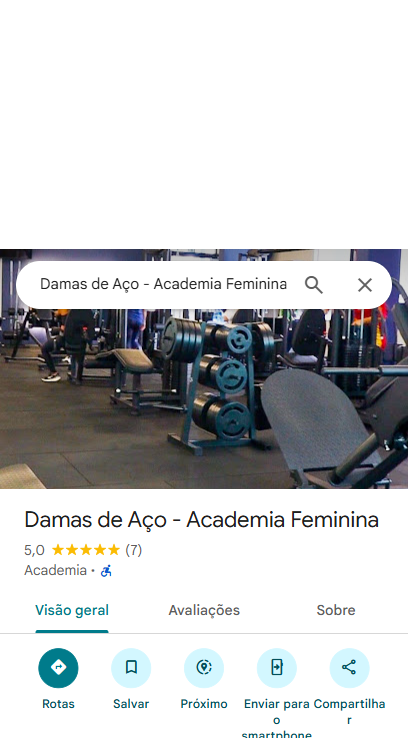 Damas de Aço - Academia Feminina
Damas de Aço - Academia Feminina
5,0 (7)
Academia ·
Visão geral Avaliações Sobre
Rotas Salvar Próximo Enviar para o smartphone Compartilhar